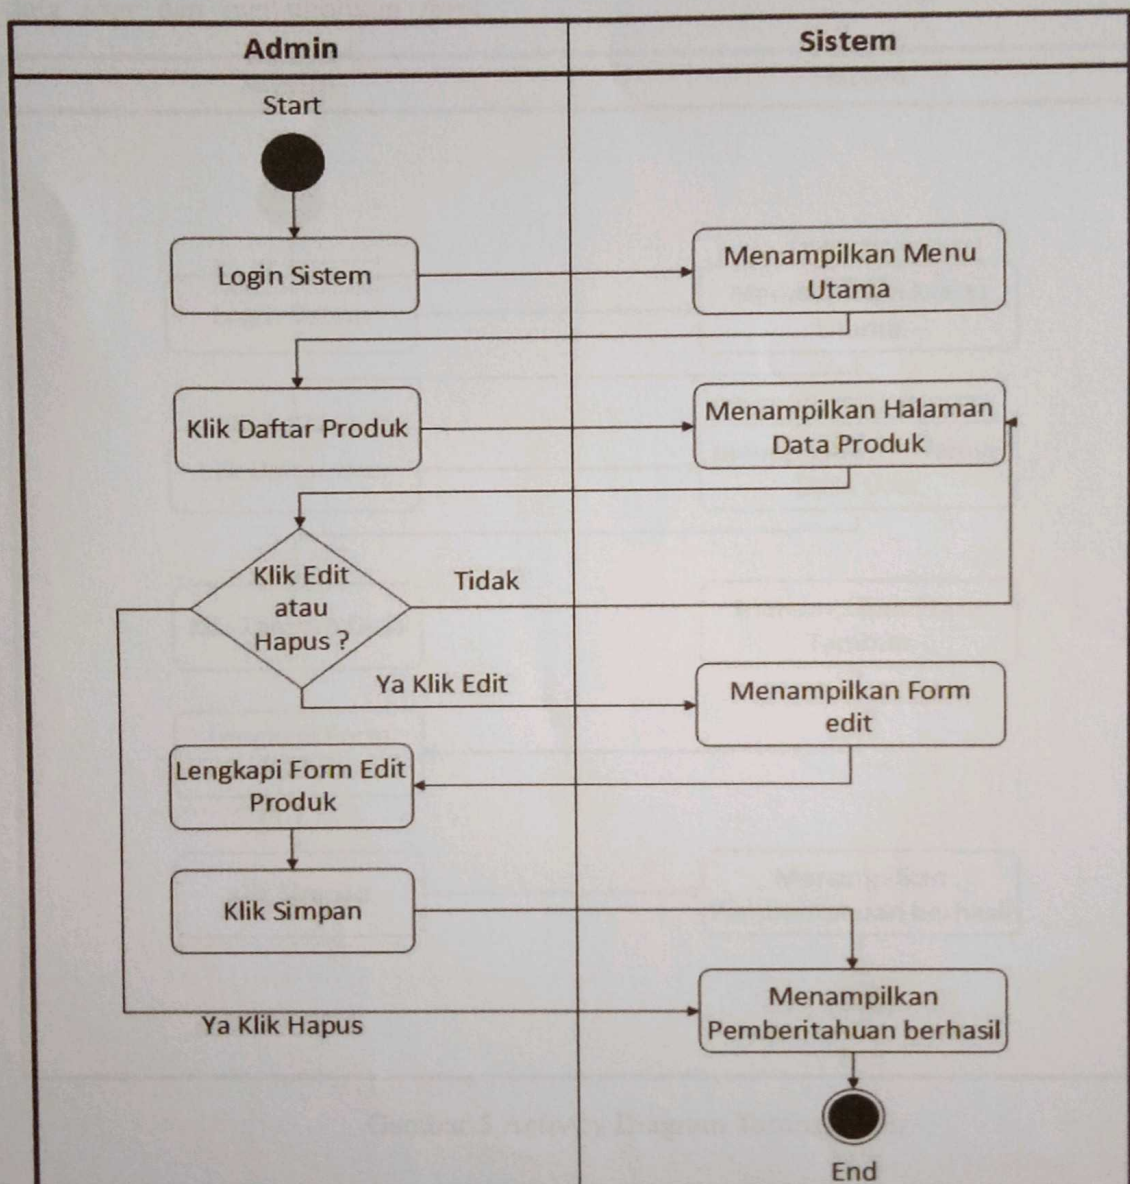 Admin
Sistem
Start
Login Sistem
Menampilkan Menu
Utama
Klik Daftar Produk
Menampilkan Halaman
Data Produk
Klik Edit
atau
Hapus ?
Tidak
Ya Klik Edit
Menampilkan Form
edit
Lengkapi Form Edit
Produk
Klik Simpan
Menampilkan
Pemberitahuan berhasil
Ya Klik Hapus
End